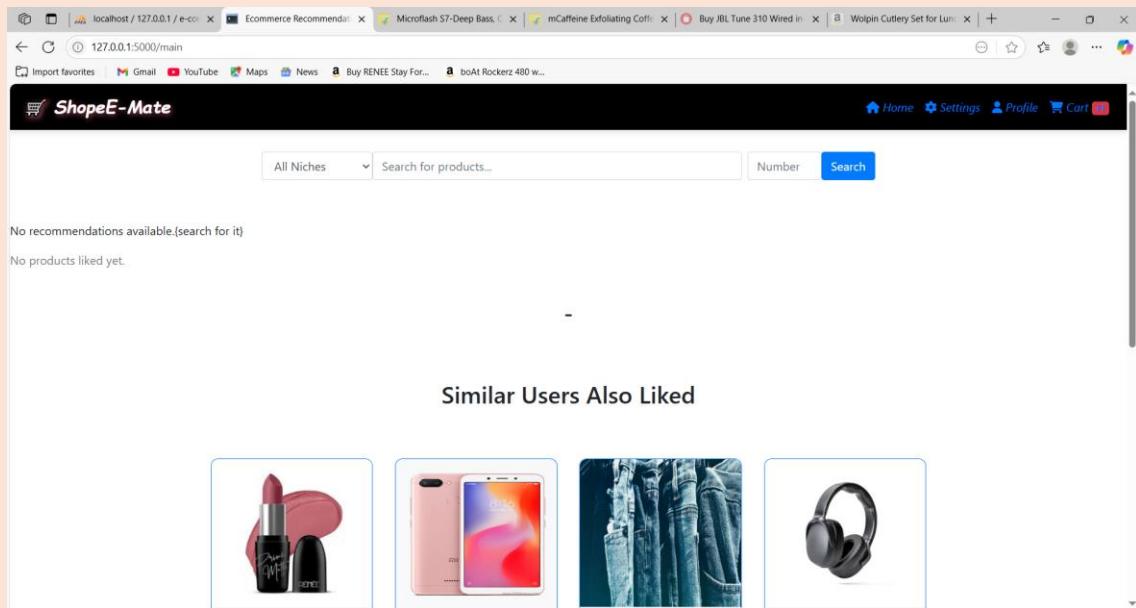 localhost / 127.0.0.1 / e-co
Ecommerce Recommendat
Microflash S7-Deep Bass, C
mCaffeine Exfoliating Coff
Buy JBL Tune 310 Wired in
Wolpin Cutlery Set for Lunc
127.0.0.1:5000/main
Import favorites
Gmail
YouTube
Maps
News
Buy RENEE Stay For...
boAt Rockerz 480 w...
ShopeE-Mate
Home
Settings
Profile
Cart
All Niches
Search for products...
Number
Search
No recommendations available.{search for it}
No products liked yet.
-
Similar Users Also Liked
RENEE